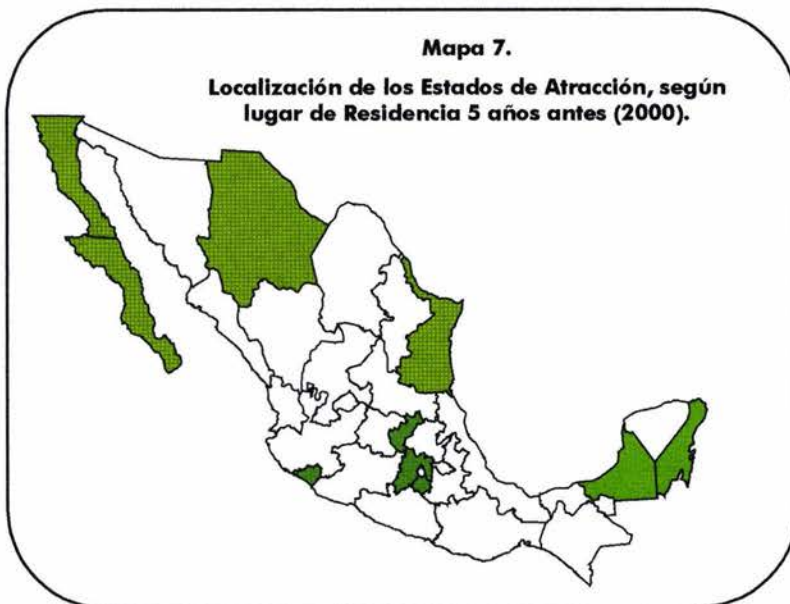 Mapa 7.
Localización de los Estados de Atracción, según
lugar de Residencia 5 años antes (2000).